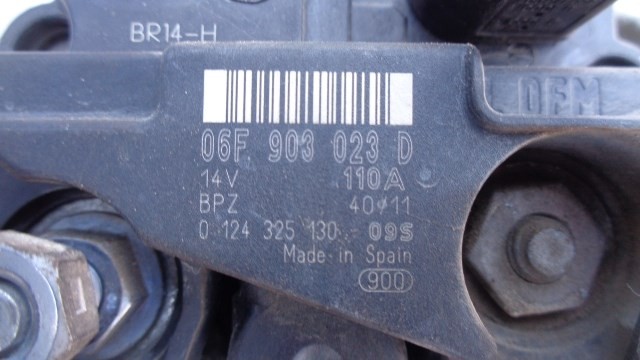 BR14-H
DFM
06F 903 023 D
14V 110A
BPZ 40/11
0 124 325 130 - 09S
Made in Spain
900